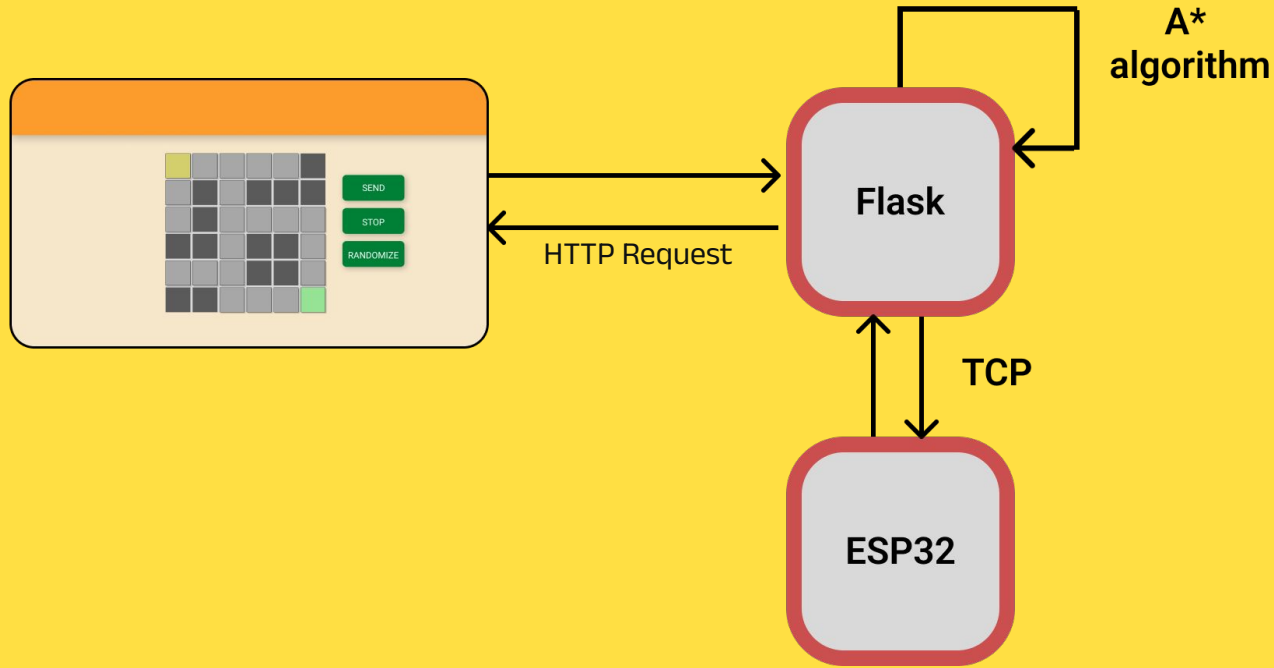 A*
algorithm
SEND
STOP
RANDOMIZE
Flask
HTTP Request
TCP
ESP32